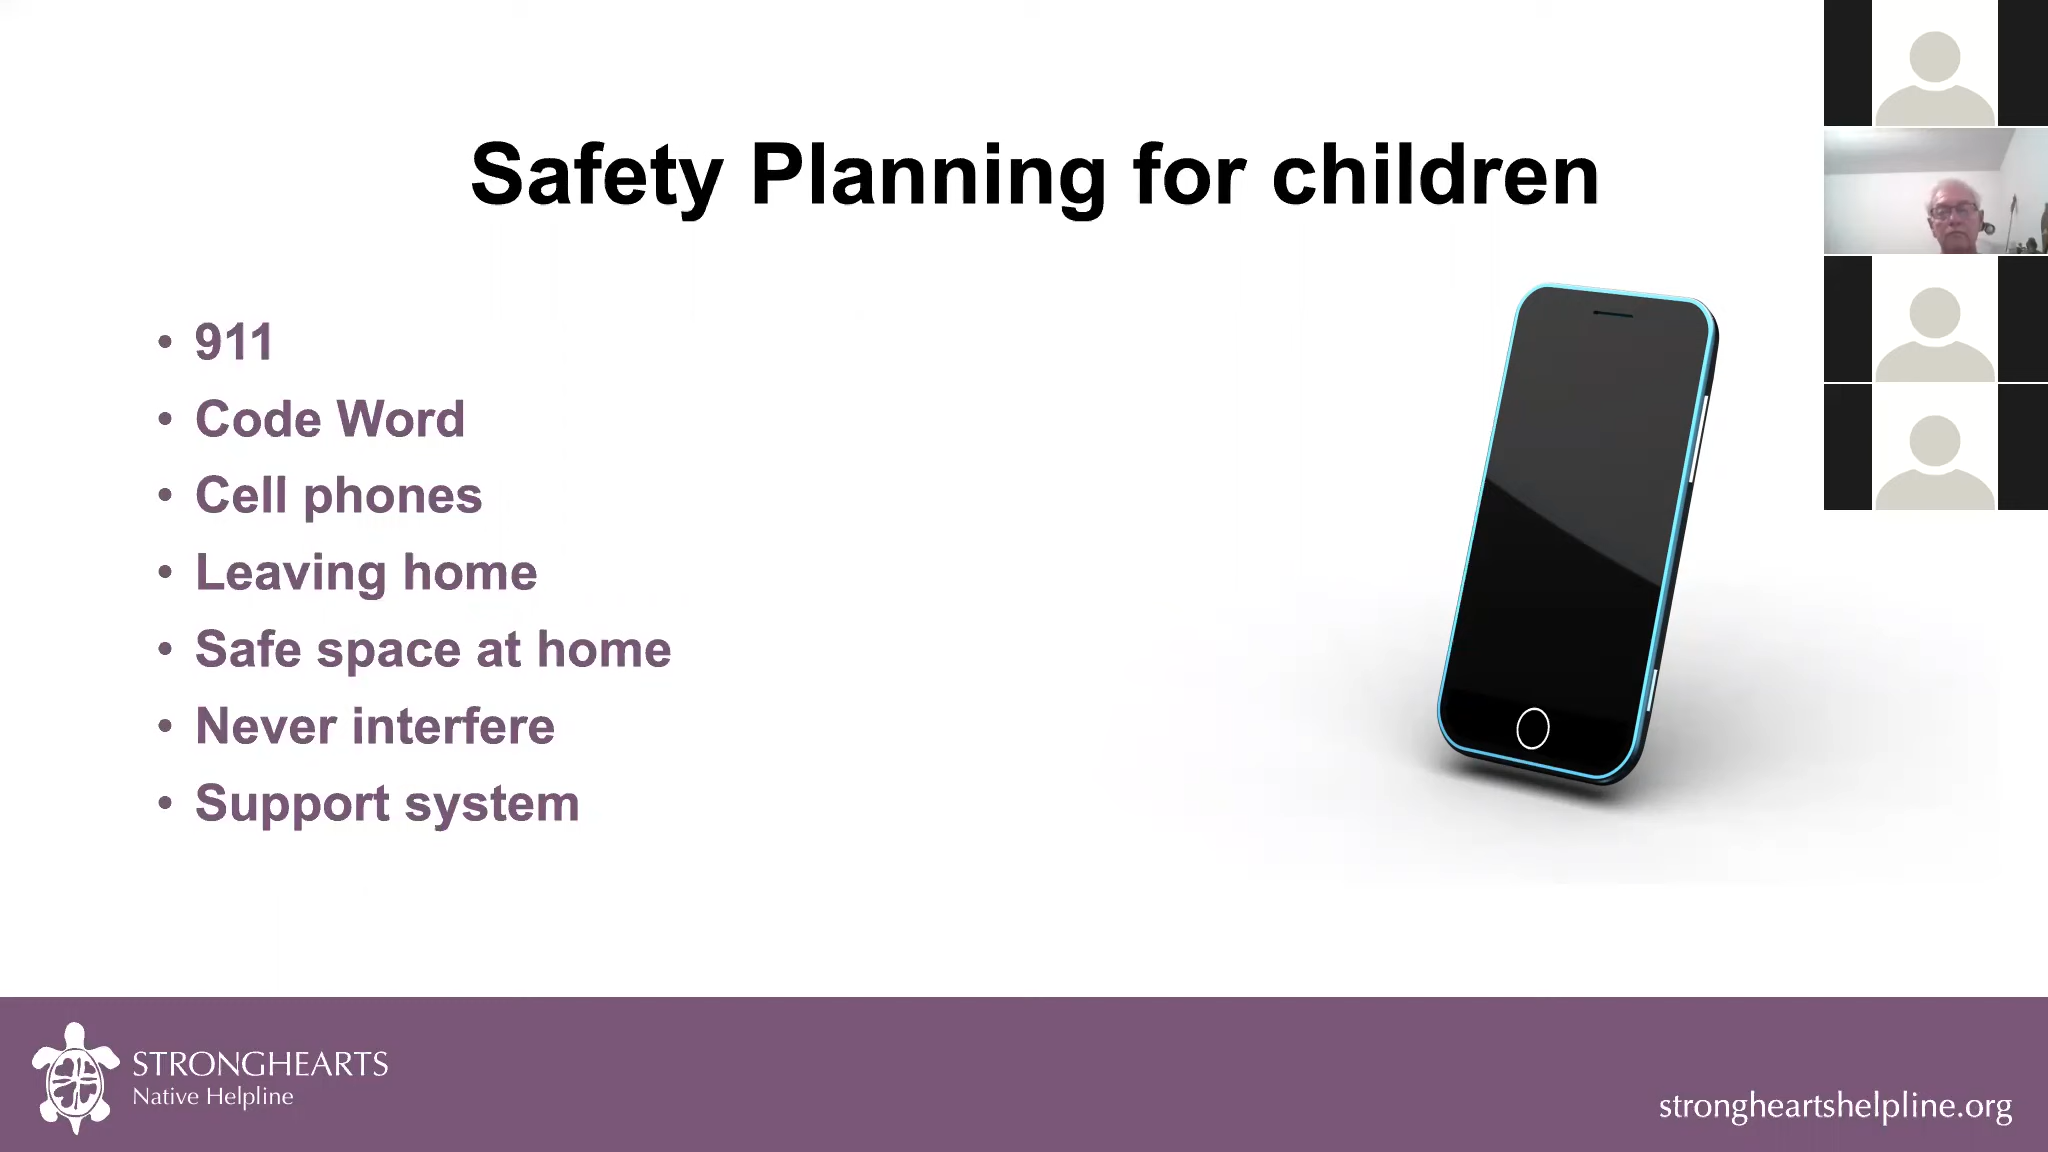 Safety Planning for children
• 911
• Code Word
• Cell phones
• Leaving home
• Safe space at home
• Never interfere
• Support system
STRONGHEARTS
Native Helpline
strongheartshelpline.org